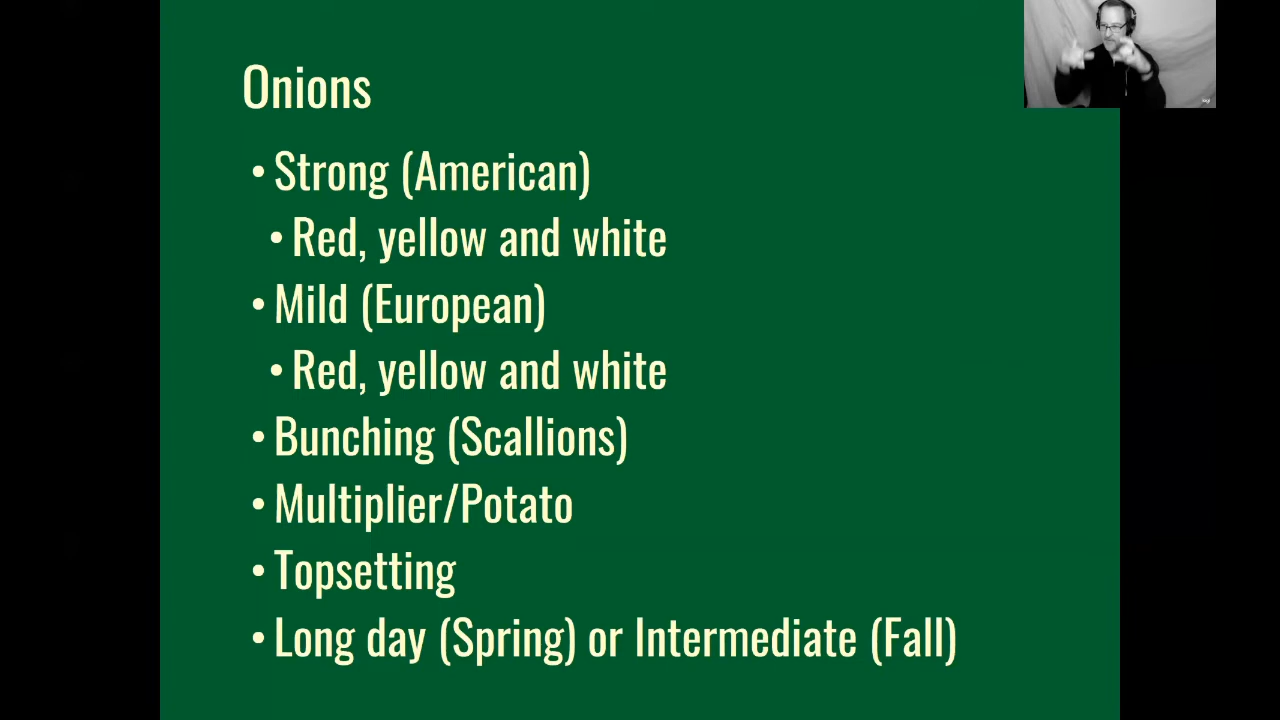 Onions
• Strong (American)
• Red, yellow and white
• Mild (European)
• Red, yellow and white
• Bunching (Scallions)
• Multiplier/Potato
• Topsetting
• Long day (Spring) or Intermediate (Fall)